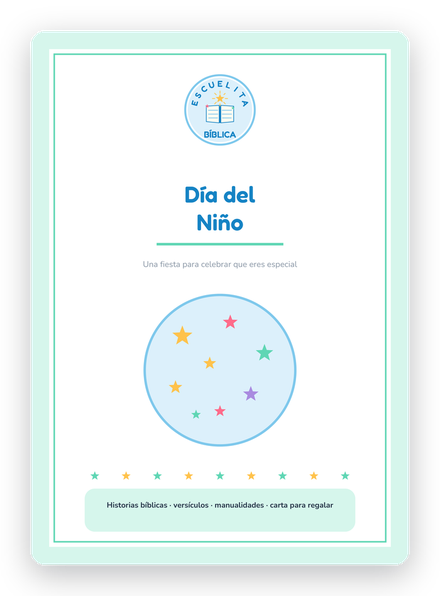 ESCUELITA
BÍBLICA
Día del
Niño
Una fiesta para celebrar que eres especial
Historias bíblicas · versículos · manualidades · carta para regalar